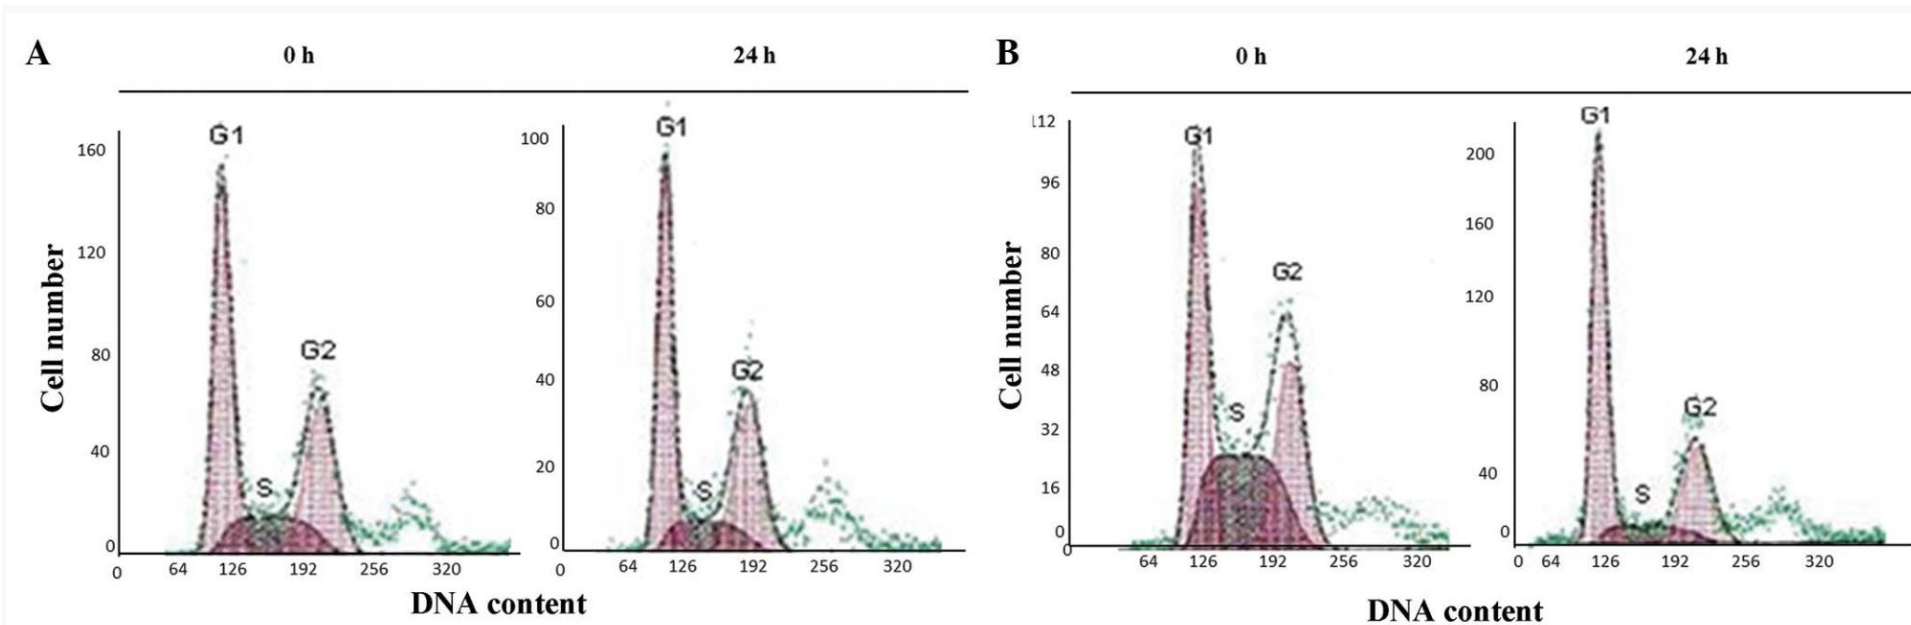 A
0 h
24 h
B
0 h
24 h
Cell number
160
120
80
40
0
G1
S
G2
0 64 126 192 256 320
100
80
60
40
20
0
G1
S
G2
0 64 126 192 256 320
DNA content
Cell number
112
96
80
64
48
32
16
0
G1
S
G2
0 64 126 192 256 320
200
160
120
80
40
0
G1
S
G2
0 64 126 192 256 320
DNA content